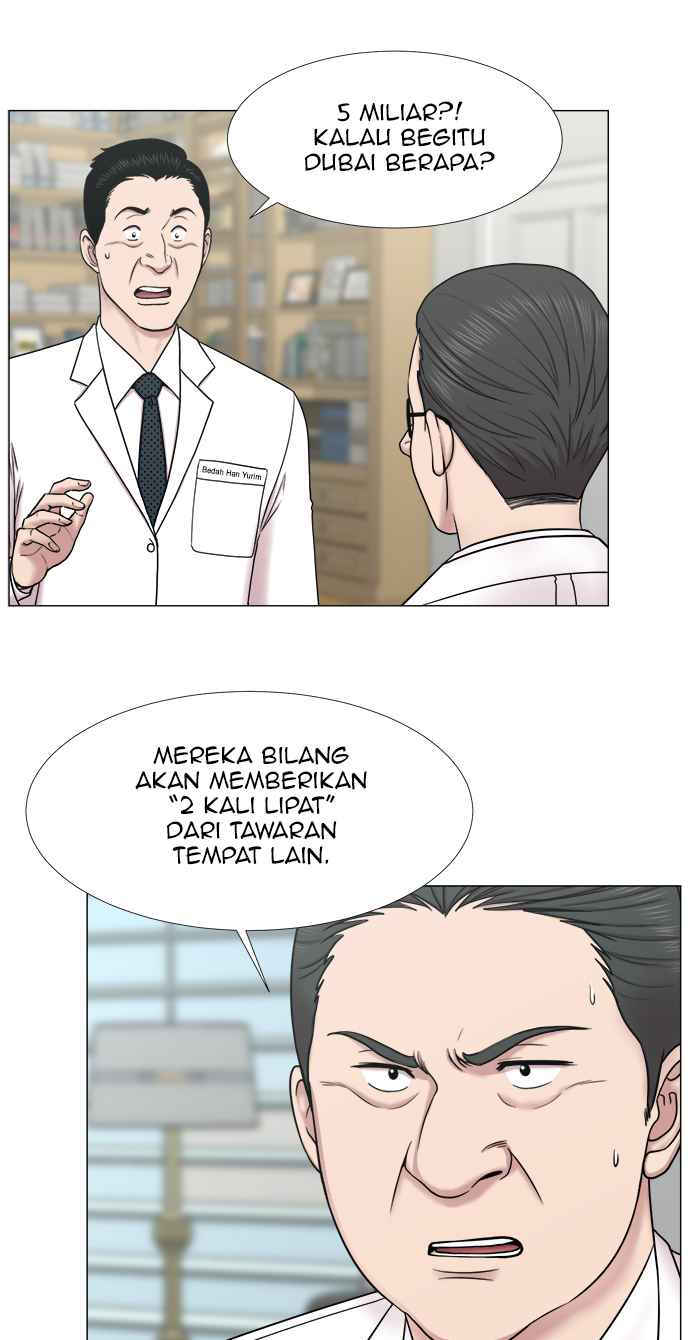 5 MILIAR?!
KALAU BEGITU
DUBAI BERAPA?
Bedah Han Yurim
MEREKA BILANG
AKAN MEMBERIKAN
"2 KALI LIPAT"
DARI TAWARAN
TEMPAT LAIN.